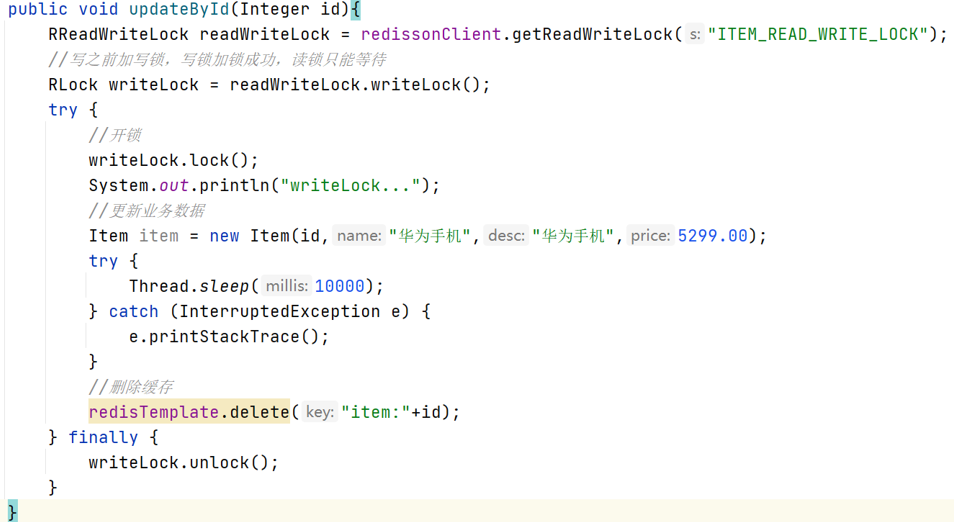 public void updateById(Integer id){
RReadWriteLock readWriteLock = redissonClient.getReadWriteLock( s: "ITEM_READ_WRITE_LOCK");
//写之前加写锁，写锁加锁成功，读锁只能等待
RLock writeLock = readWriteLock.writeLock();
try {
//开锁
writeLock.lock();
System.out.println("writeLock...");
//更新业务数据
Item item = new Item(id, name: "华为手机", desc: "华为手机", price: 5299.00);
try {
Thread.sleep( millis: 10000);
} catch (InterruptedException e) {
e.printStackTrace();
}
//删除缓存
redisTemplate.delete( key: "item:"+id);
} finally {
writeLock.unlock();
}
}